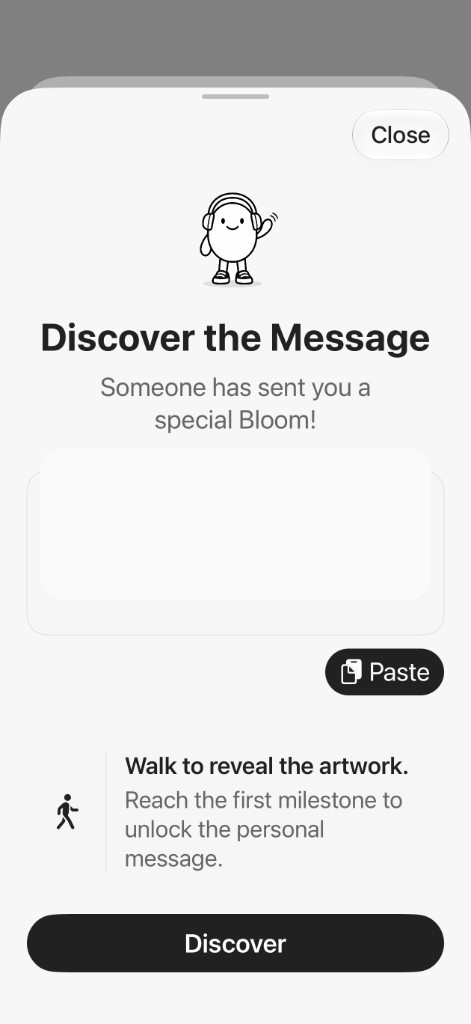 Close
Discover the Message
Someone has sent you a
special Bloom!
Paste
Walk to reveal the artwork.
Reach the first milestone to
unlock the personal
message.
Discover